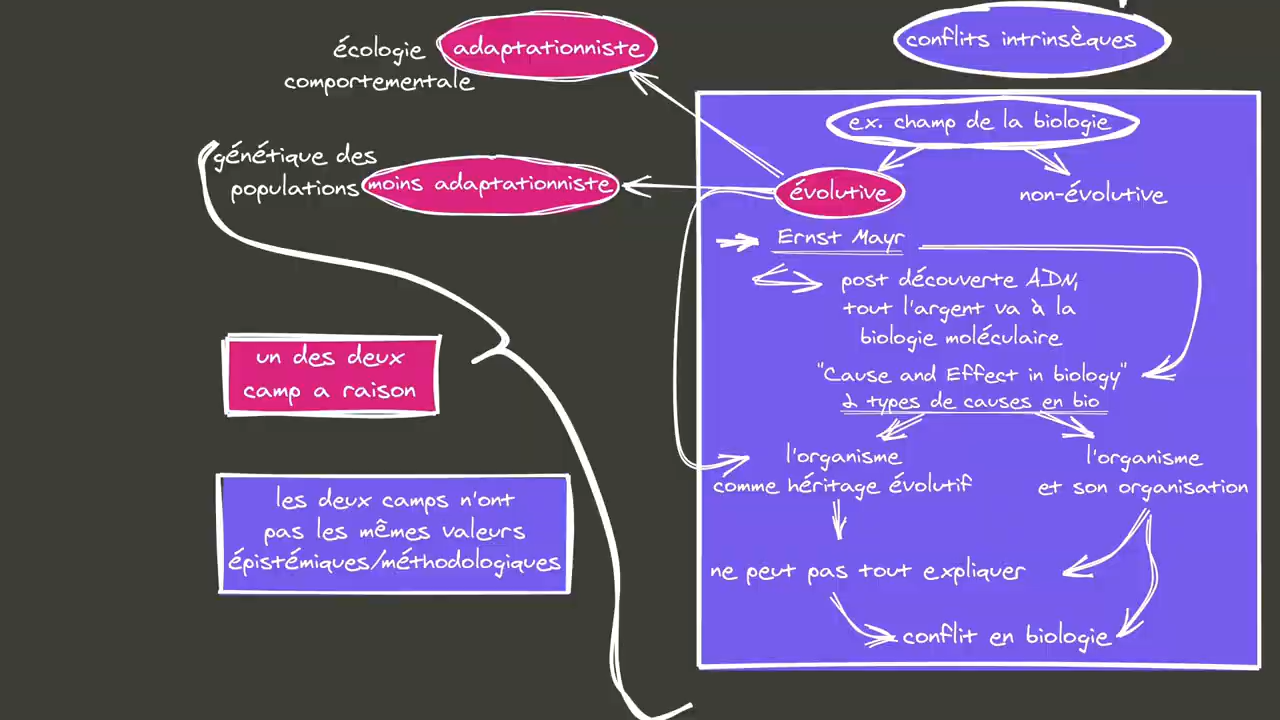 écologie
comportementale
adaptationniste
génétique des
populations
moins adaptationniste
un des deux
camp a raison
les deux camps n'ont
pas les mêmes valeurs
épistémiques/méthodologiques
conflits intrinsèques
ex. champ de la biologie
évolutive
non-évolutive
Ernst Mayr
post découverte ADN,
tout l'argent va à la
biologie moléculaire
"Cause and Effect in biology"
2 types de causes en bio
l'organisme
comme héritage évolutif
l'organisme
et son organisation
ne peut pas tout expliquer
conflit en biologie